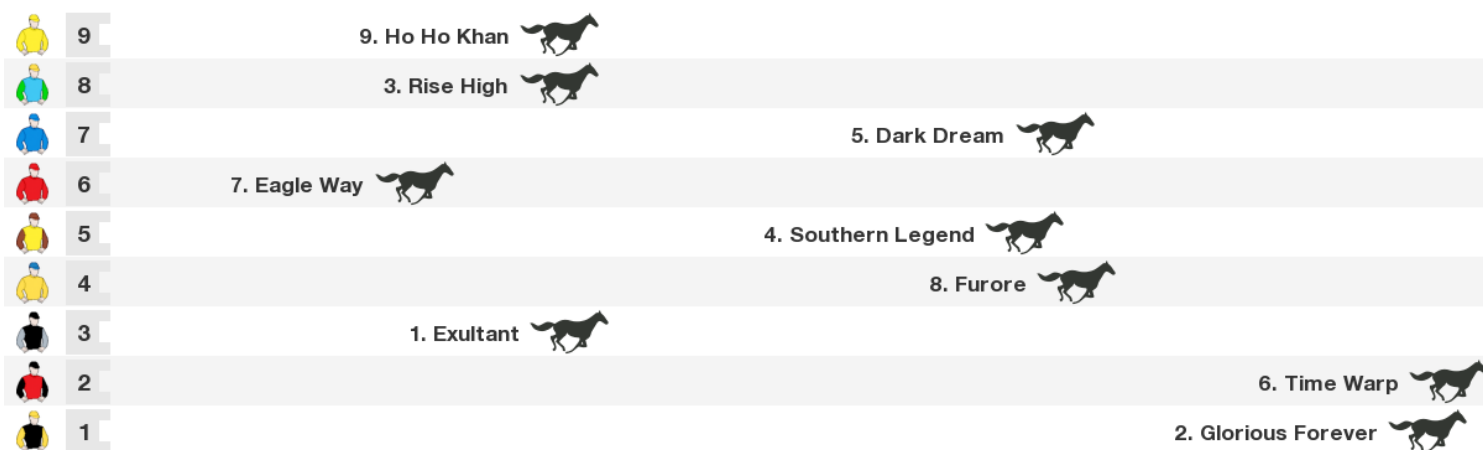 9 9. Ho Ho Khan
8 3. Rise High
7 5. Dark Dream
6 7. Eagle Way
5 4. Southern Legend
4 8. Furore
3 1. Exultant
2 6. Time Warp
1 2. Glorious Forever